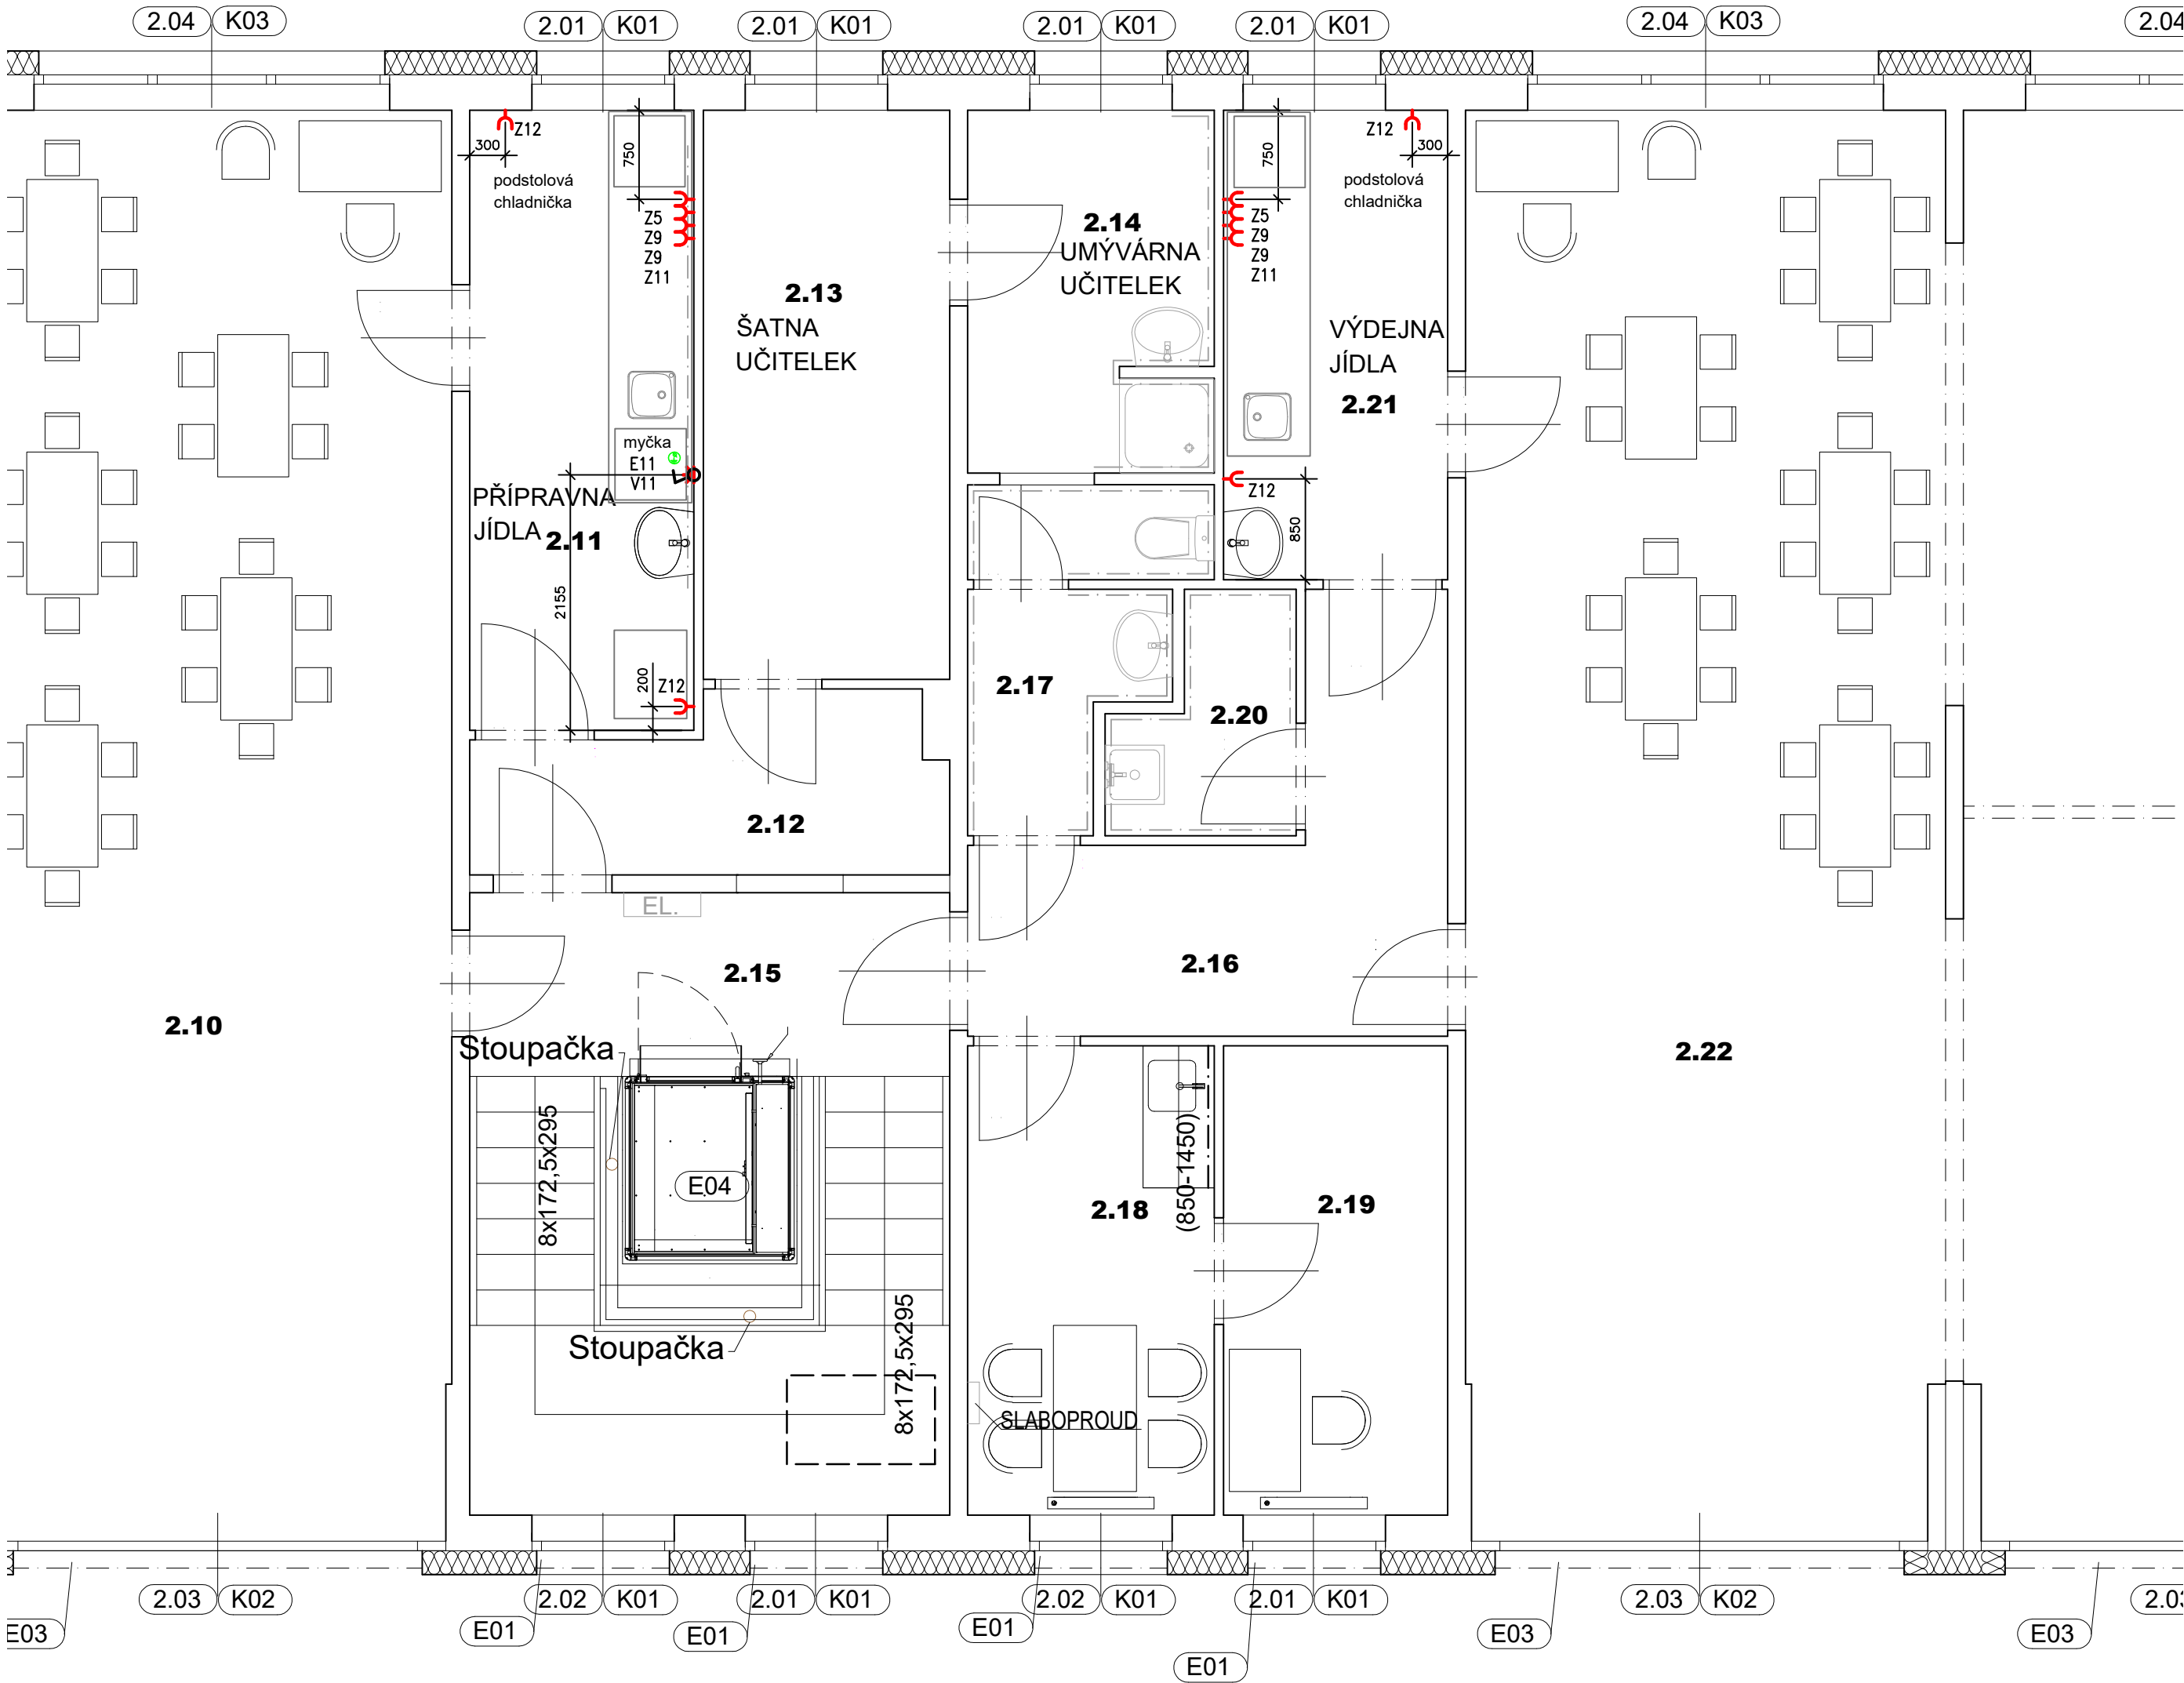 2.04 K03
2.01 K01
2.01 K01
2.01 K01
2.01 K01
2.04 K03
2.04
Z12
300
podstolová
chladnička
750
Z5
Z9
Z9
Z11
2.13
ŠATNA
UČITELEK
2.14
UMÝVÁRNA
UČITELEK
750
Z5
Z9
Z9
Z11
Z12
300
podstolová
chladnička
VÝDEJNA
JÍDLA
2.21
myčka
E11
V11
PŘÍPRAVNA
JÍDLA
2.11
2155
200
Z12
Z12
850
2.17
2.20
2.12
EL.
2.15
2.16
2.10
2.22
Stoupačka
8x172,5x295
E04
Stoupačka
8x172,5x295
2.18
(850-1450)
2.19
SLABOPROUD
2.03 K02
2.02 K01
2.01 K01
2.02 K01
2.01 K01
2.03 K02
2.03
E03
E01
E01
E01
E01
E03
E03